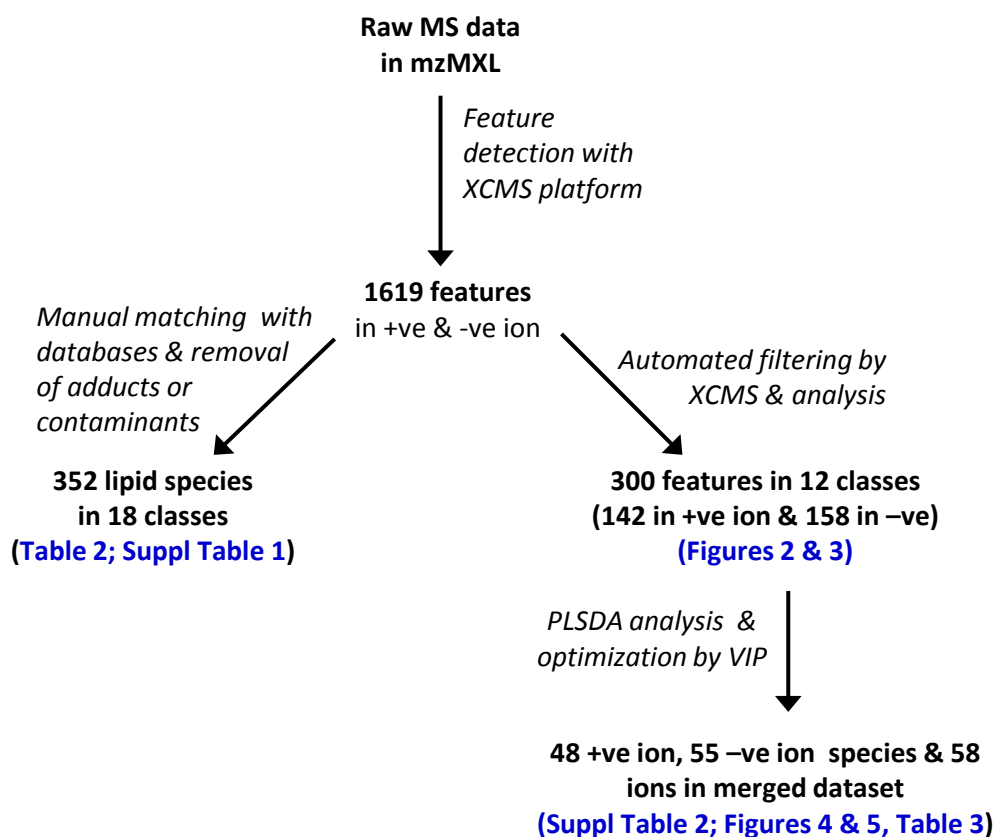 Raw MS data
in mzMXL
Feature
detection with
XCMS platform
1619 features
in +ve & -ve ion
Manual matching with
databases & removal
of adducts or
contaminants
Automated filtering by
XCMS & analysis
352 lipid species
in 18 classes
(Table 2; Suppl Table 1)
300 features in 12 classes
(142 in +ve ion & 158 in –ve)
(Figures 2 & 3)
PLSDA analysis &
optimization by VIP
48 +ve ion, 55 –ve ion species & 58
ions in merged dataset
(Suppl Table 2; Figures 4 & 5, Table 3)